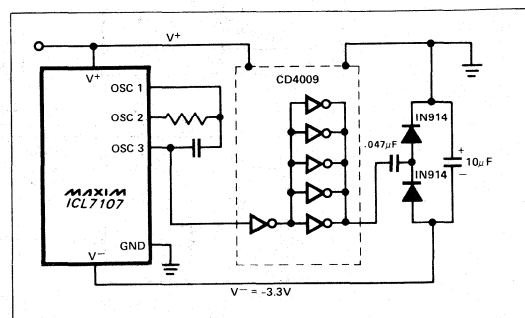 V+
V+
CD4009
OSC 1
OSC 2
OSC 3
MAXIM
ICL7107
GND
V−
IN914
.047µF
+
10µF
−
IN914
V− = -3.3V